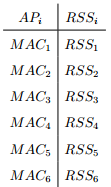 AP_i RSS_i
MAC_1 RSS_1
MAC_2 RSS_2
MAC_3 RSS_3
MAC_4 RSS_4
MAC_5 RSS_5
MAC_6 RSS_6